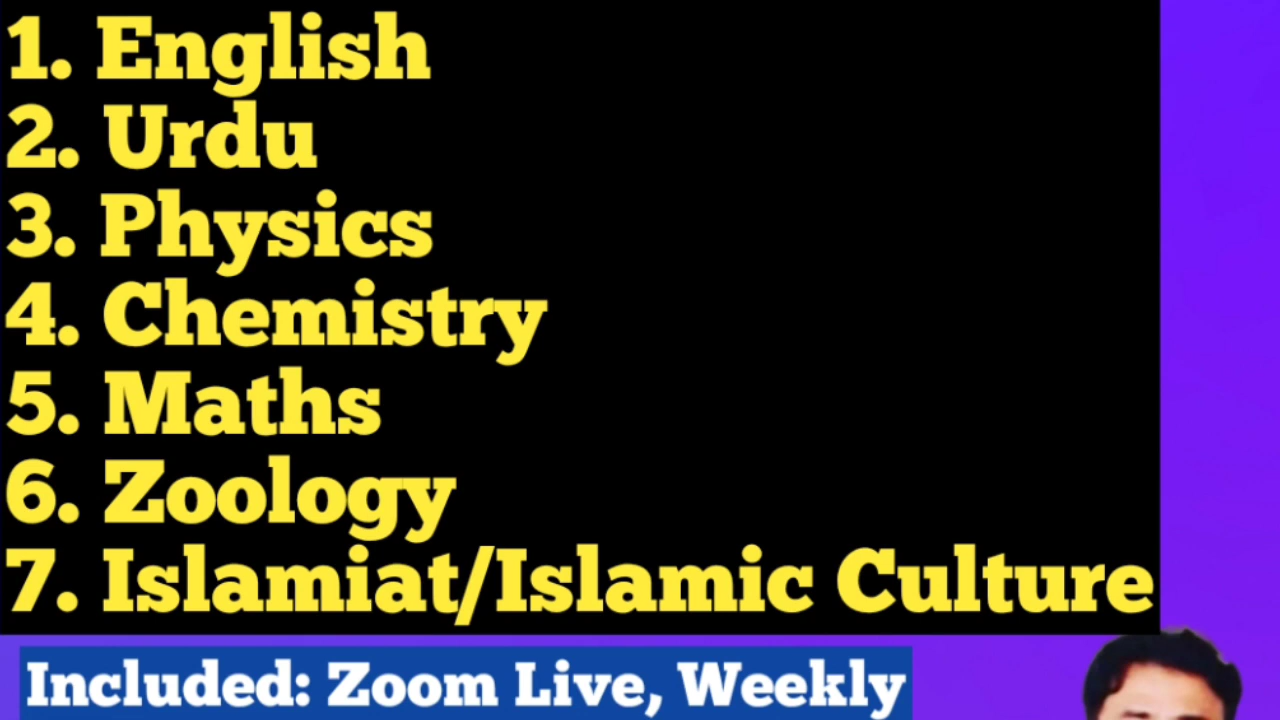 1. English
2. Urdu
3. Physics
4. Chemistry
5. Maths
6. Zoology
7. Islamiat/Islamic Culture
Included: Zoom Live, Weekly